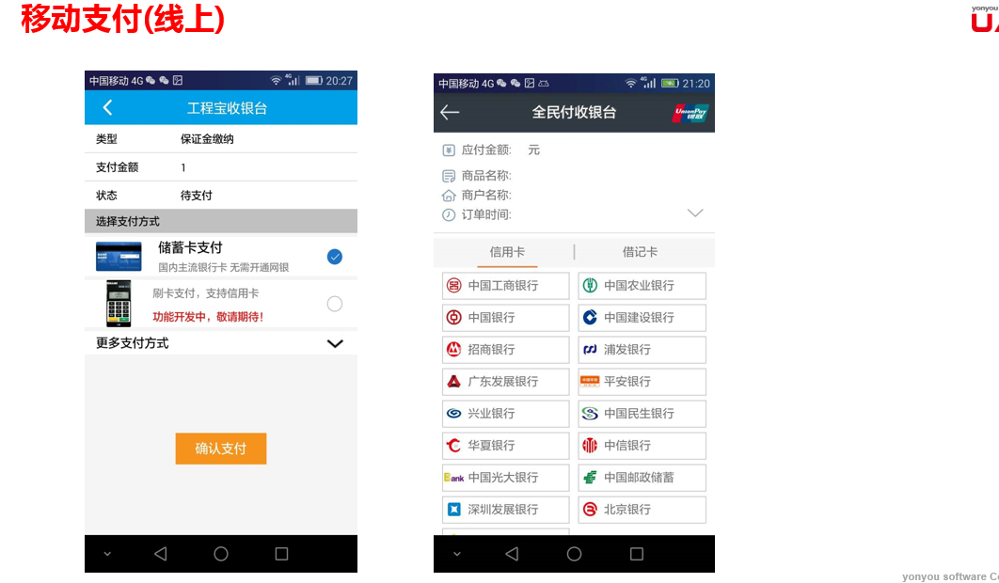 移动支付(线上)
yonyou
中国移动 4G
4G
20:27
工程宝收银台
类型 保证金缴纳
支付金额 1
状态 待支付
选择支付方式
储蓄卡支付
国内主流银行卡 无需开通网银
刷卡支付，支持信用卡
功能开发中，敬请期待!
更多支付方式
确认支付
中国移动 4G
4G
21:20
全民付收银台
UnionPay
银联
应付金额: 元
商品名称:
商户名称:
订单时间:
信用卡 | 借记卡
中国工商银行 中国农业银行
中国银行 中国建设银行
招商银行 浦发银行
广东发展银行 平安银行
兴业银行 中国民生银行
华夏银行 中信银行
Bank 中国光大银行 中国邮政储蓄
深圳发展银行 北京银行
yonyou software C